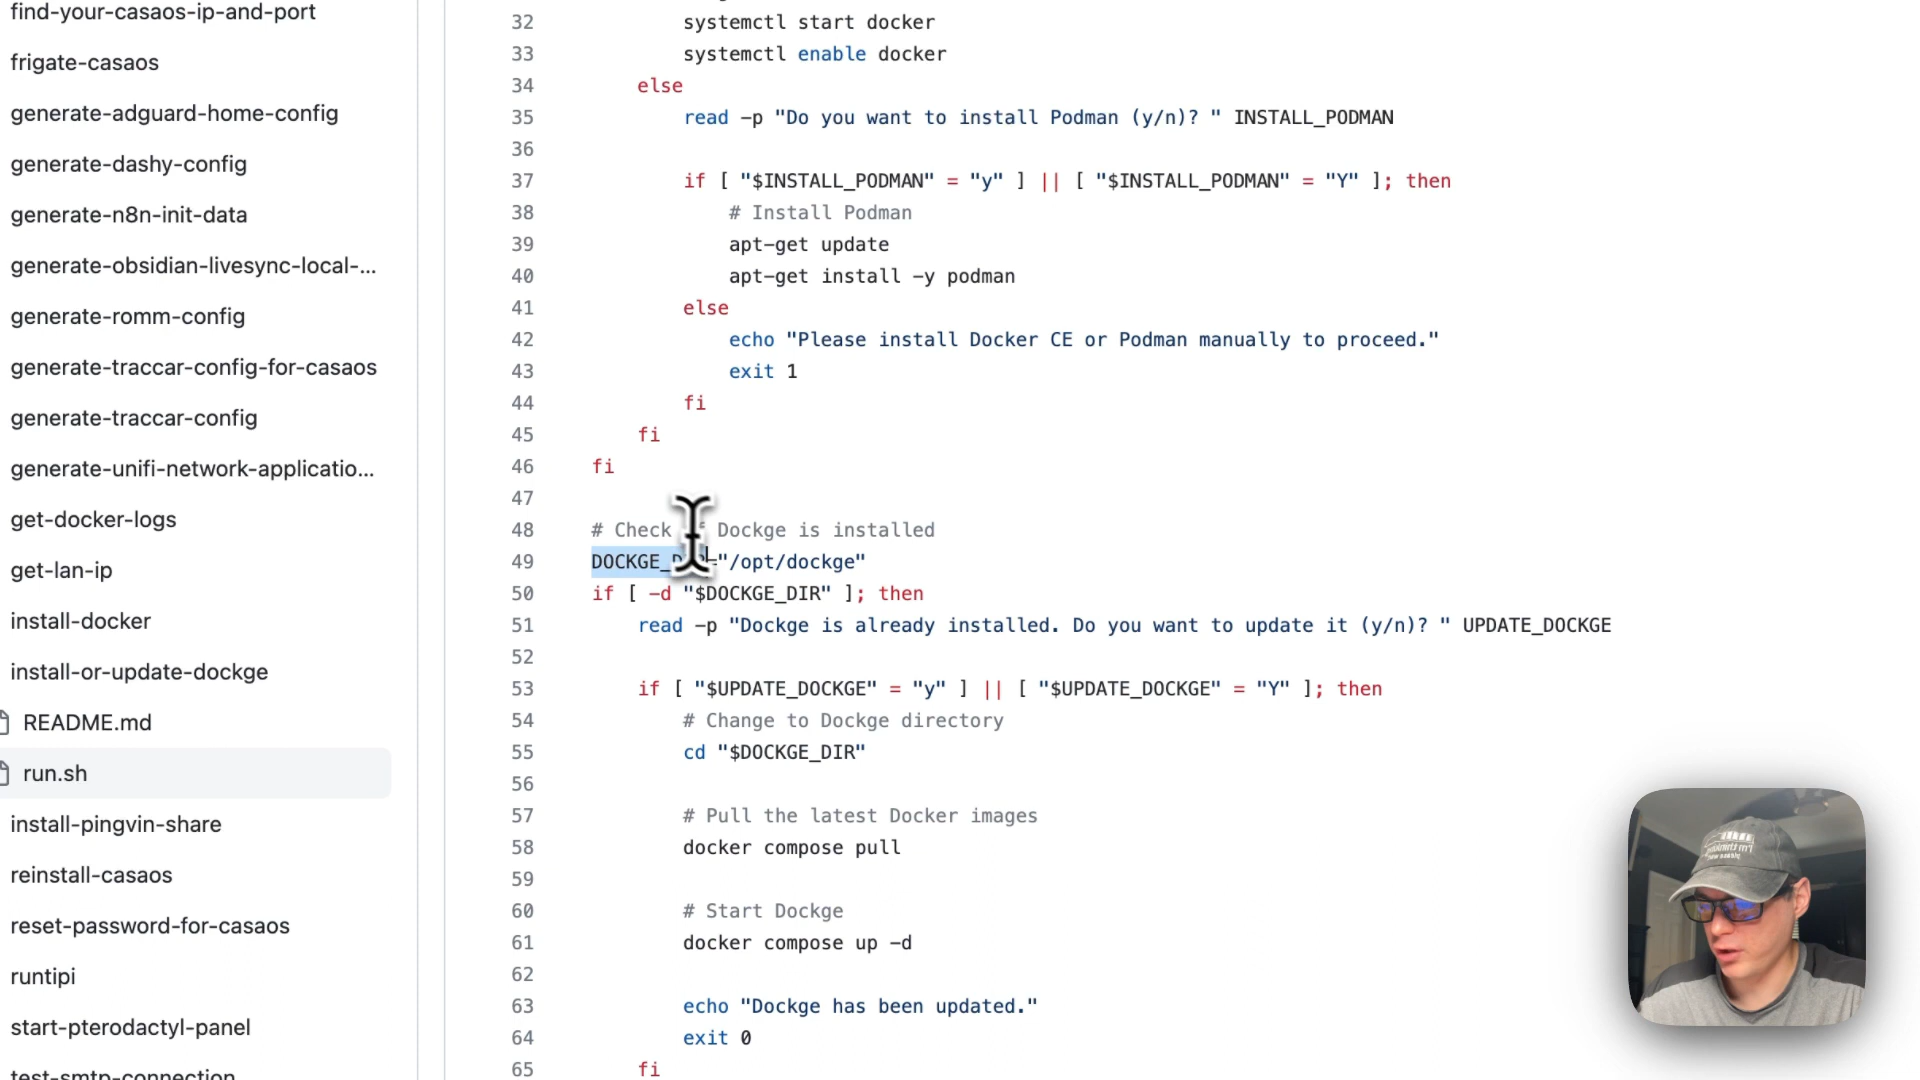 find-your-casaos-ip-and-port
frigate-casaos
generate-adguard-home-config
generate-dashy-config
generate-n8n-init-data
generate-obsidian-livesync-local-...
generate-romm-config
generate-traccar-config-for-casaos
generate-traccar-config
generate-unifi-network-applicatio...
get-docker-logs
get-lan-ip
install-docker
install-or-update-dockge
README.md
run.sh
install-pingvin-share
reinstall-casaos
reset-password-for-casaos
runtipi
start-pterodactyl-panel
test-smtp-connection
32 systemctl start docker
33 systemctl enable docker
34 else
35 read -p "Do you want to install Podman (y/n)? " INSTALL_PODMAN
36
37 if [ "$INSTALL_PODMAN" = "y" ] || [ "$INSTALL_PODMAN" = "Y" ]; then
38 # Install Podman
39 apt-get update
40 apt-get install -y podman
41 else
42 echo "Please install Docker CE or Podman manually to proceed."
43 exit 1
44 fi
45 fi
46 fi
47
48 # Check Dockge is installed
49 DOCKGE_DIR="/opt/dockge"
50 if [ -d "$DOCKGE_DIR" ]; then
51 read -p "Dockge is already installed. Do you want to update it (y/n)? " UPDATE_DOCKGE
52
53 if [ "$UPDATE_DOCKGE" = "y" ] || [ "$UPDATE_DOCKGE" = "Y" ]; then
54 # Change to Dockge directory
55 cd "$DOCKGE_DIR"
56
57 # Pull the latest Docker images
58 docker compose pull
59
60 # Start Dockge
61 docker compose up -d
62
63 echo "Dockge has been updated."
64 exit 0
65 fi